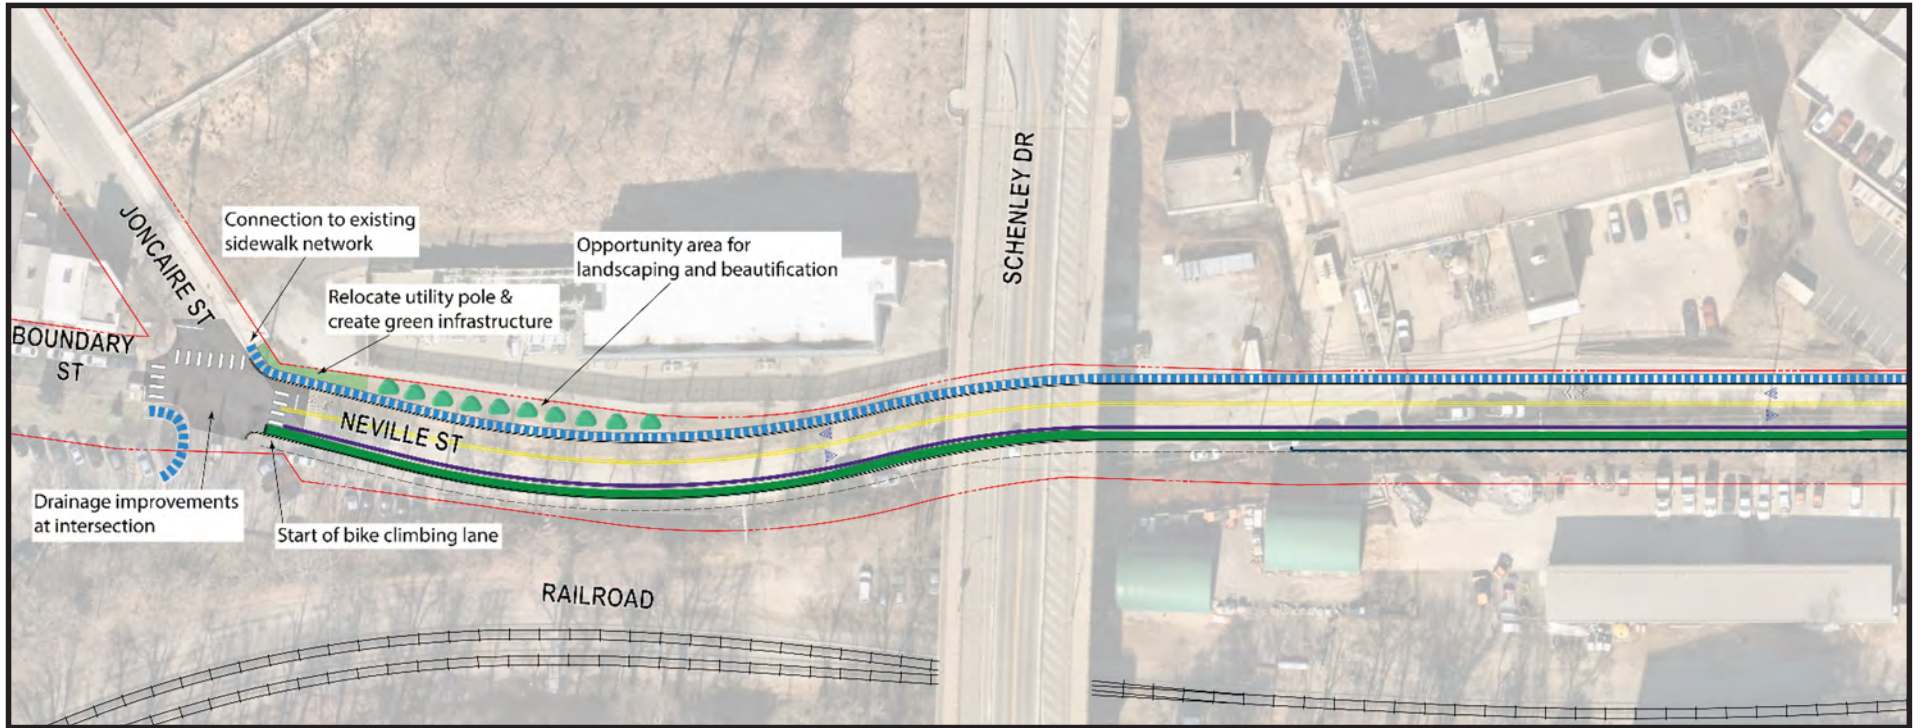 JONCAIRE ST
BOUNDARY
ST
Connection to existing
sidewalk network
Relocate utility pole &
create green infrastructure
Opportunity area for
landscaping and beautification
SCHENLEY DR
NEVILLE ST
Drainage improvements
at intersection
Start of bike climbing lane
RAILROAD